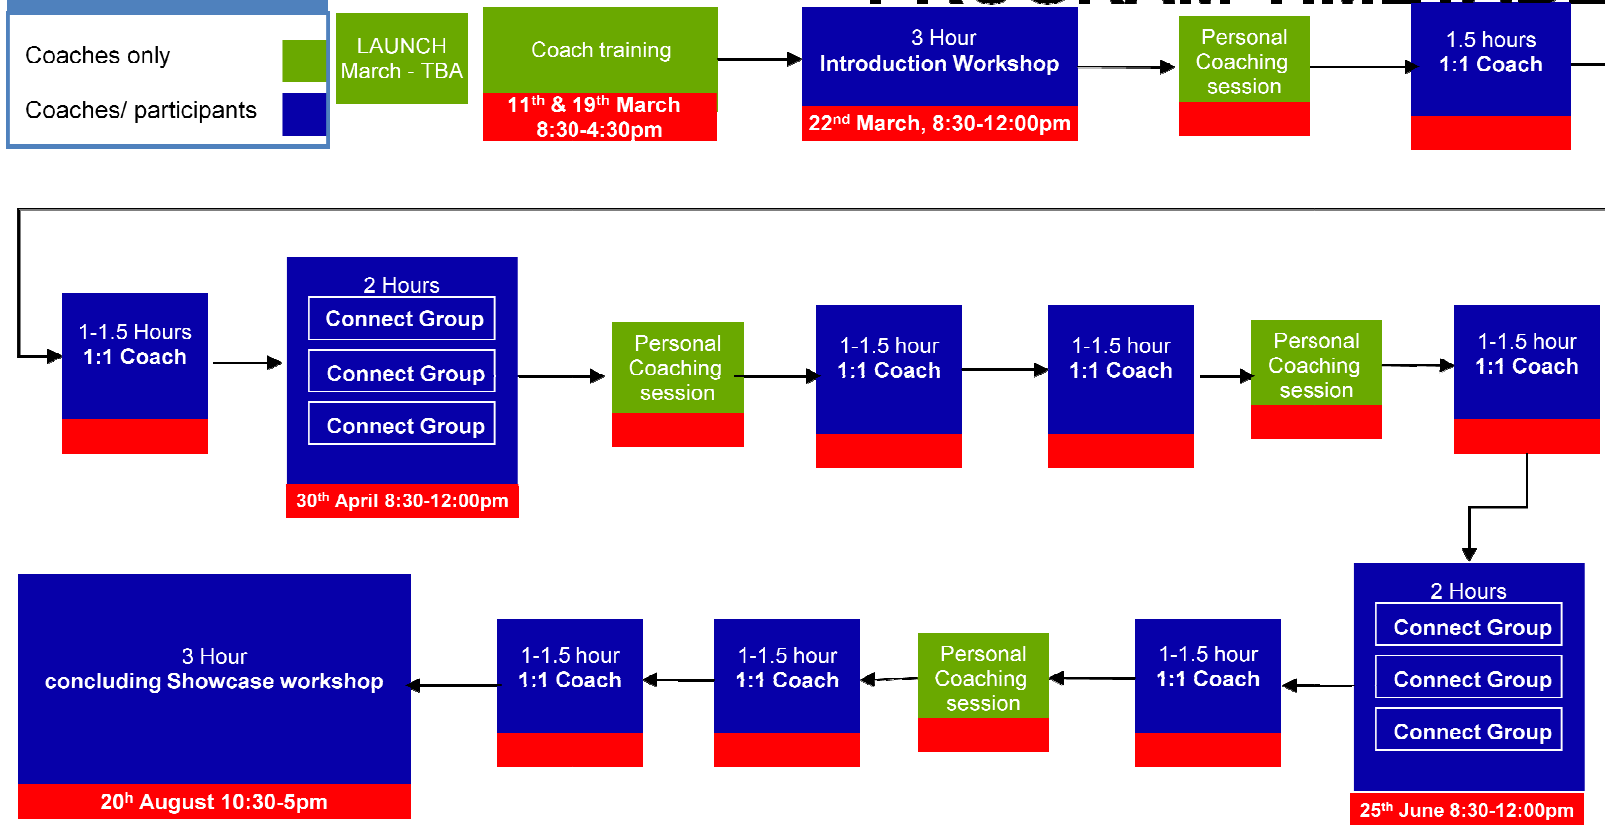 Coaches only
Coaches/ participants
LAUNCH
March - TBA
Coach training
11th & 19th March
8:30-4:30pm
3 Hour
Introduction Workshop
22nd March, 8:30-12:00pm
Personal
Coaching
session
1.5 hours
1:1 Coach
1-1.5 Hours
1:1 Coach
2 Hours
Connect Group
Connect Group
Connect Group
30th April 8:30-12:00pm
Personal
Coaching
session
1-1.5 hour
1:1 Coach
1-1.5 hour
1:1 Coach
Personal
Coaching
session
1-1.5 hour
1:1 Coach
2 Hours
Connect Group
Connect Group
Connect Group
25th June 8:30-12:00pm
1-1.5 hour
1:1 Coach
Personal
Coaching
session
1-1.5 hour
1:1 Coach
1-1.5 hour
1:1 Coach
3 Hour
concluding Showcase workshop
20h August 10:30-5pm